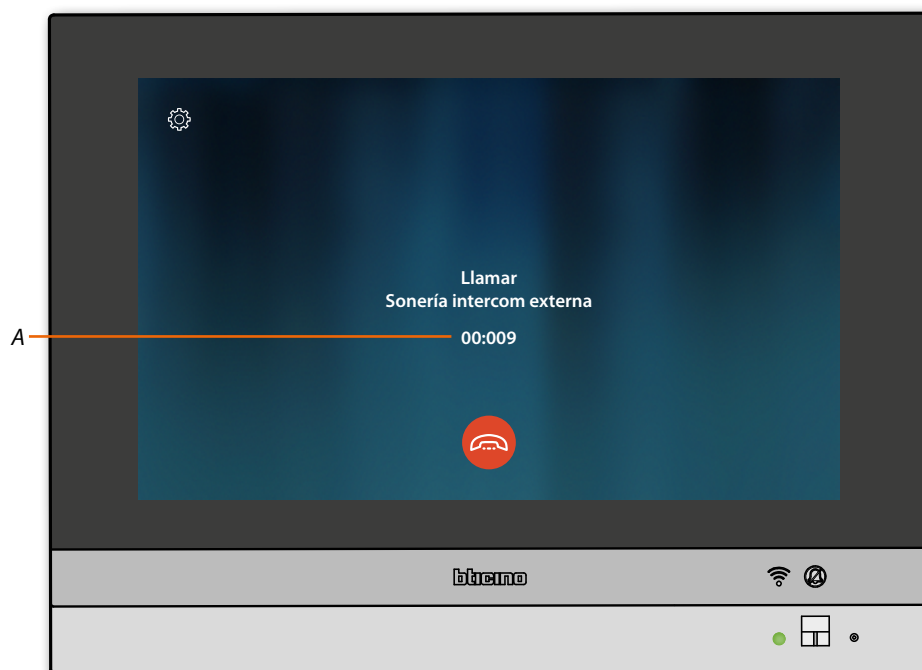 Llamar
Sonería intercom externa
A
00:009
bticino